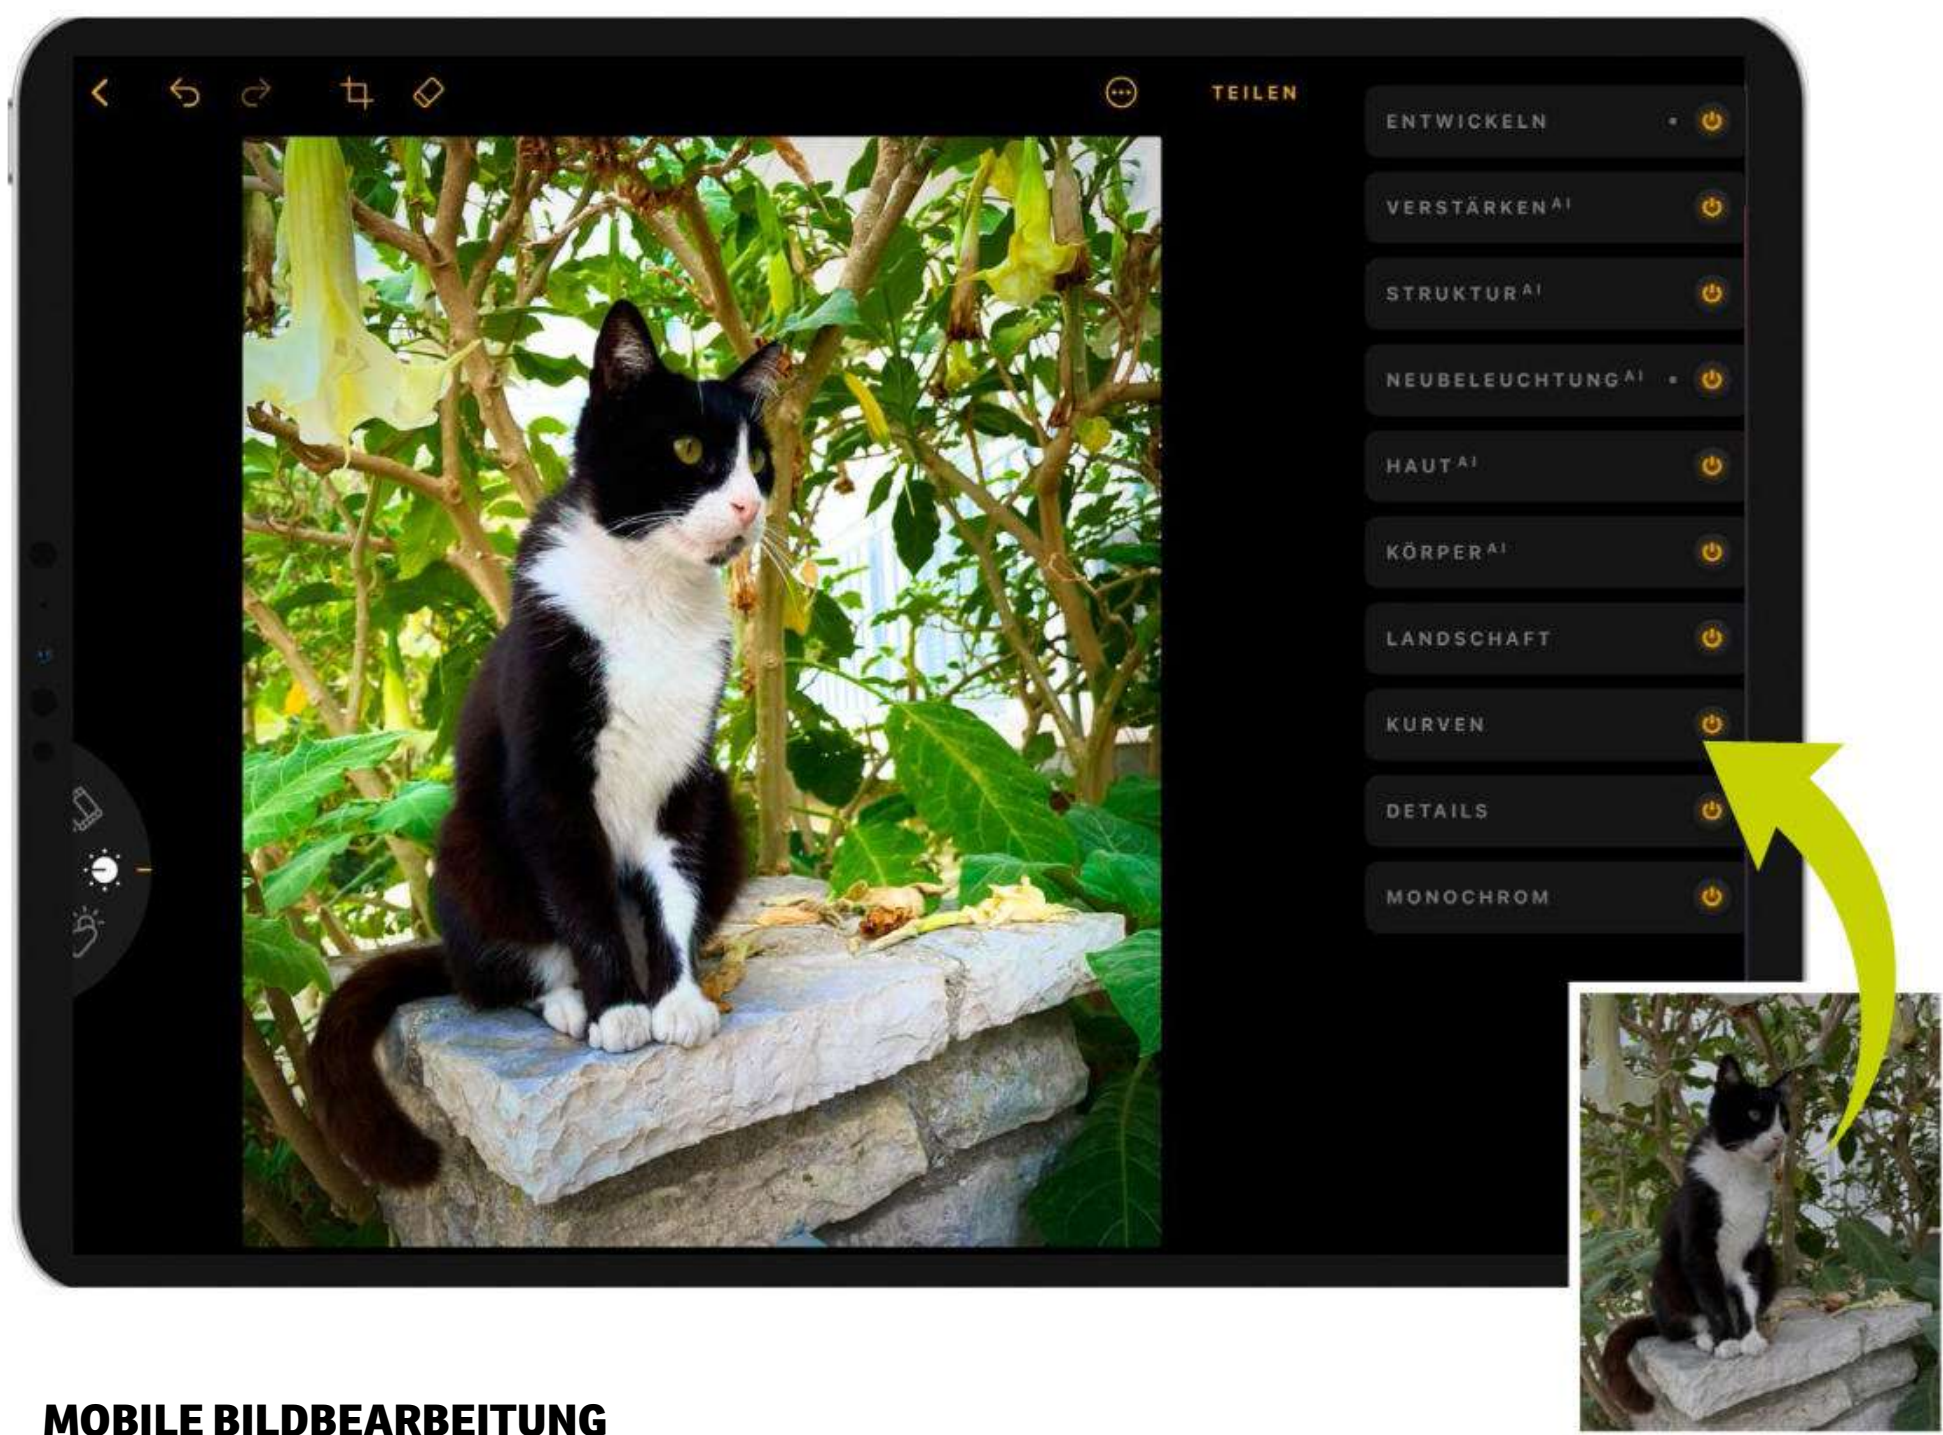 TEILEN
ENTWICKELN
VERSTÄRKEN AI
STRUKTUR AI
NEUBELEUCHTUNG AI
HAUT AI
KÖRPER AI
LANDSCHAFT
KURVEN
DETAILS
MONOCHROM
MOBILE BILDBEARBEITUNG